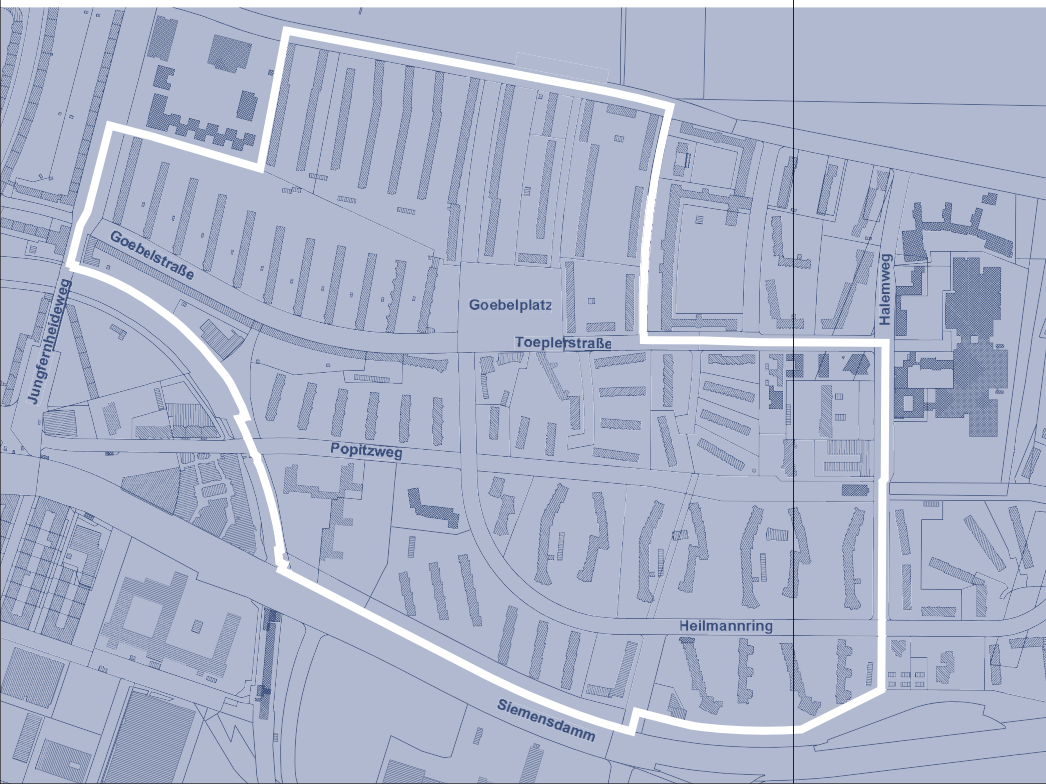 Goebelstraße
Halemweg
Jungfernheideweg
Goebelplatz
Toeplerstraße
Popitzweg
Heilmannring
Siemensdamm